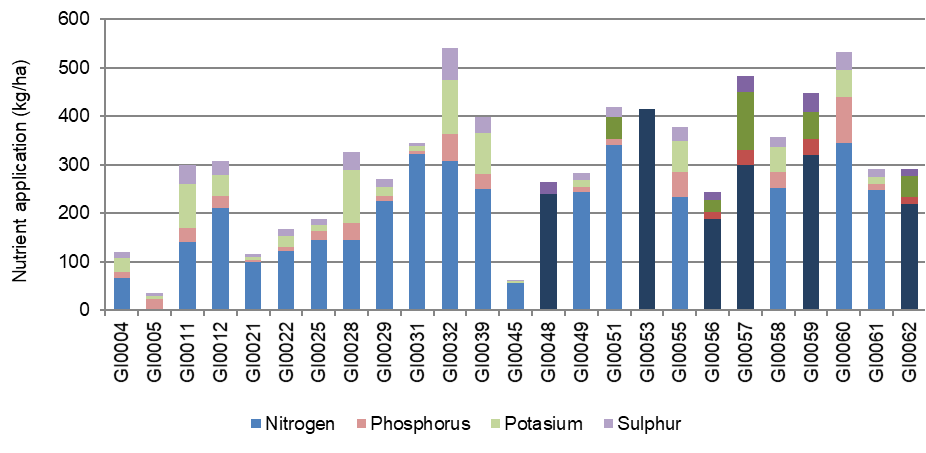 Nutrient application (kg/ha)
600
500
400
300
200
100
0
GI0004
GI0005
GI0011
GI0012
GI0021
GI0022
GI0025
GI0028
GI0029
GI0031
GI0032
GI0039
GI0045
GI0048
GI0049
GI0051
GI0053
GI0055
GI0056
GI0057
GI0058
GI0059
GI0060
GI0061
GI0062
Nitrogen Phosphorus Potasium Sulphur